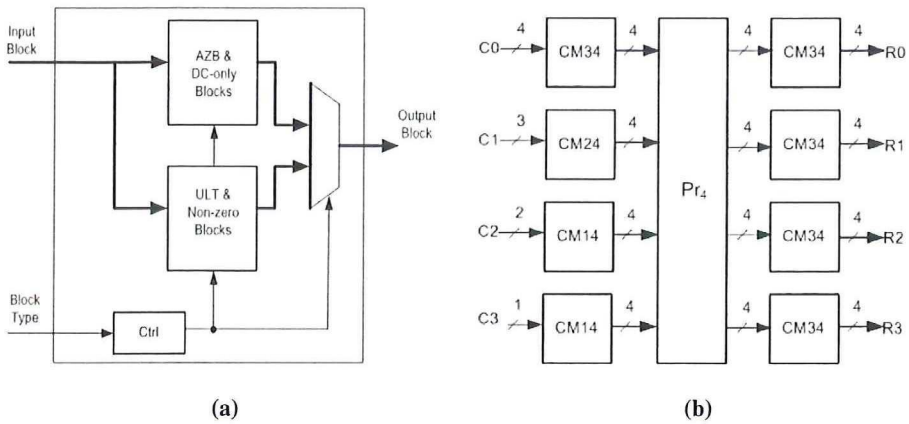 Input
Block
AZB &
DC-only
Blocks
Output
Block
ULT &
Non-zero
Blocks
Block
Type
Ctrl
(a)
C0 4 CM34 4 4 CM34 4 R0
C1 3 CM24 4 4 CM34 4 R1
Pr4
C2 2 CM14 4 4 CM34 4 R2
C3 1 CM14 4 4 CM34 4 R3
(b)